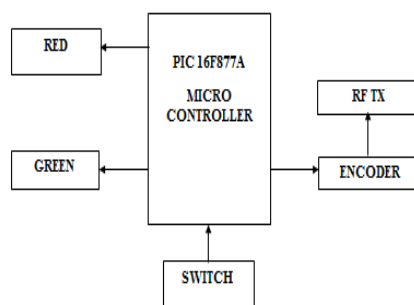 RED
PIC 16F877A
MICRO
CONTROLLER
RF TX
GREEN
ENCODER
SWITCH